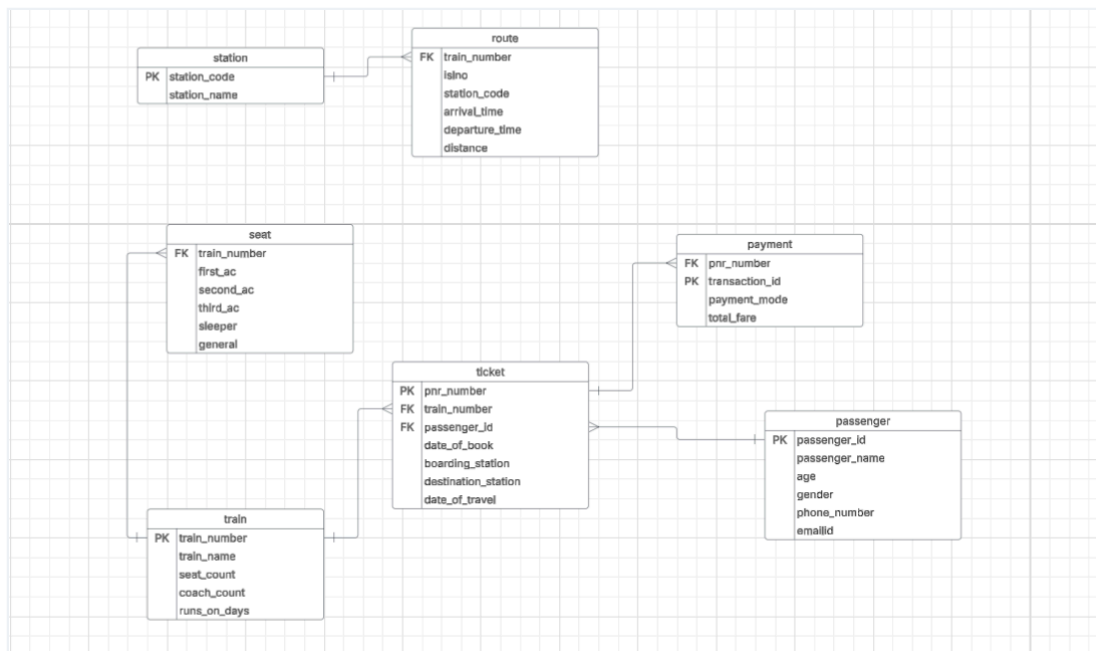 station
PK station_code
station_name
route
FK train_number
islno
station_code
arrival_time
departure_time
distance
seat
FK train_number
first_ac
second_ac
third_ac
sleeper
general
payment
FK pnr_number
PK transaction_id
payment_mode
total_fare
ticket
PK pnr_number
FK train_number
FK passenger_id
date_of_book
boarding_station
destination_station
date_of_travel
passenger
PK passenger_id
passenger_name
age
gender
phone_number
emailid
train
PK train_number
train_name
seat_count
coach_count
runs_on_days